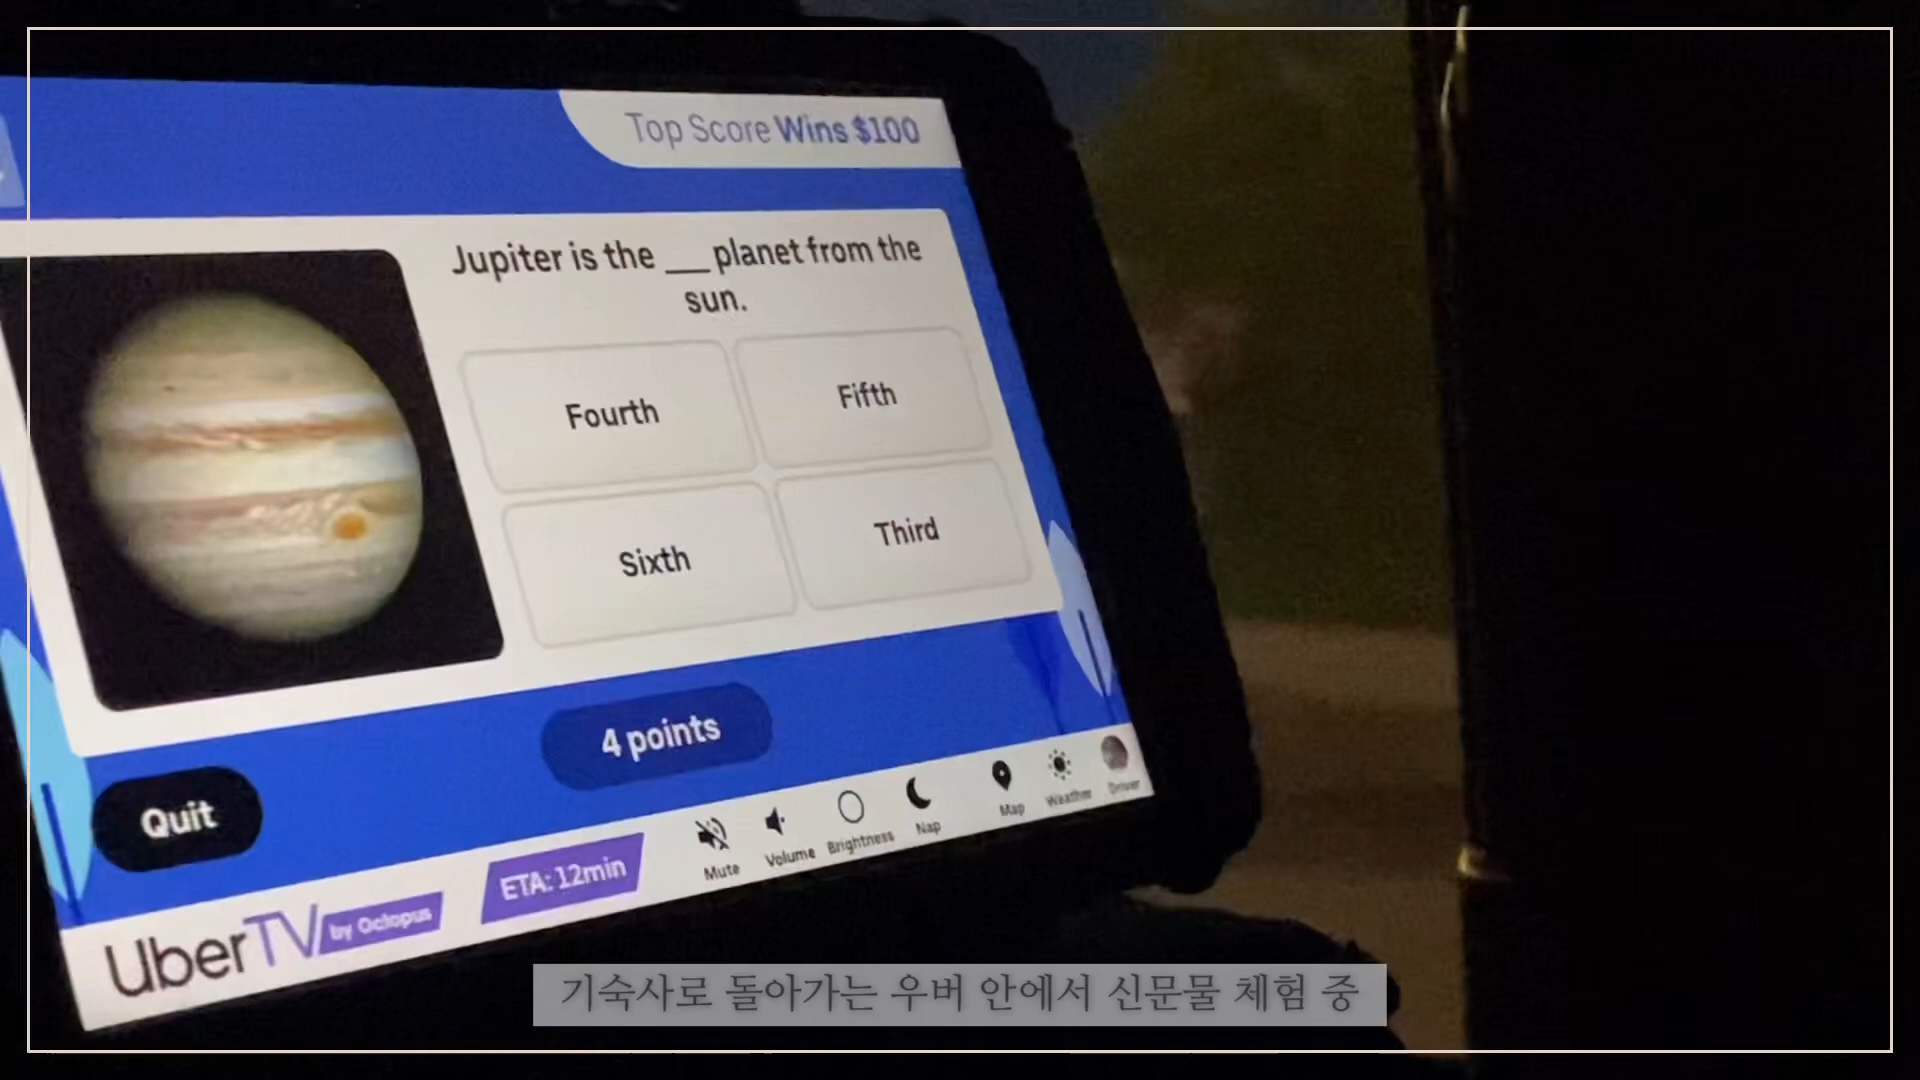 Top Score Wins $100
Jupiter is the ___ planet from the
sun.
Fourth
Fifth
Sixth
Third
4 points
Quit
Mute
Volume
Brightness
Nap
Map
Weather
Driver
UberTV by Octopus
ETA: 12min
기숙사로 돌아가는 우버 안에서 신문물 체험 중